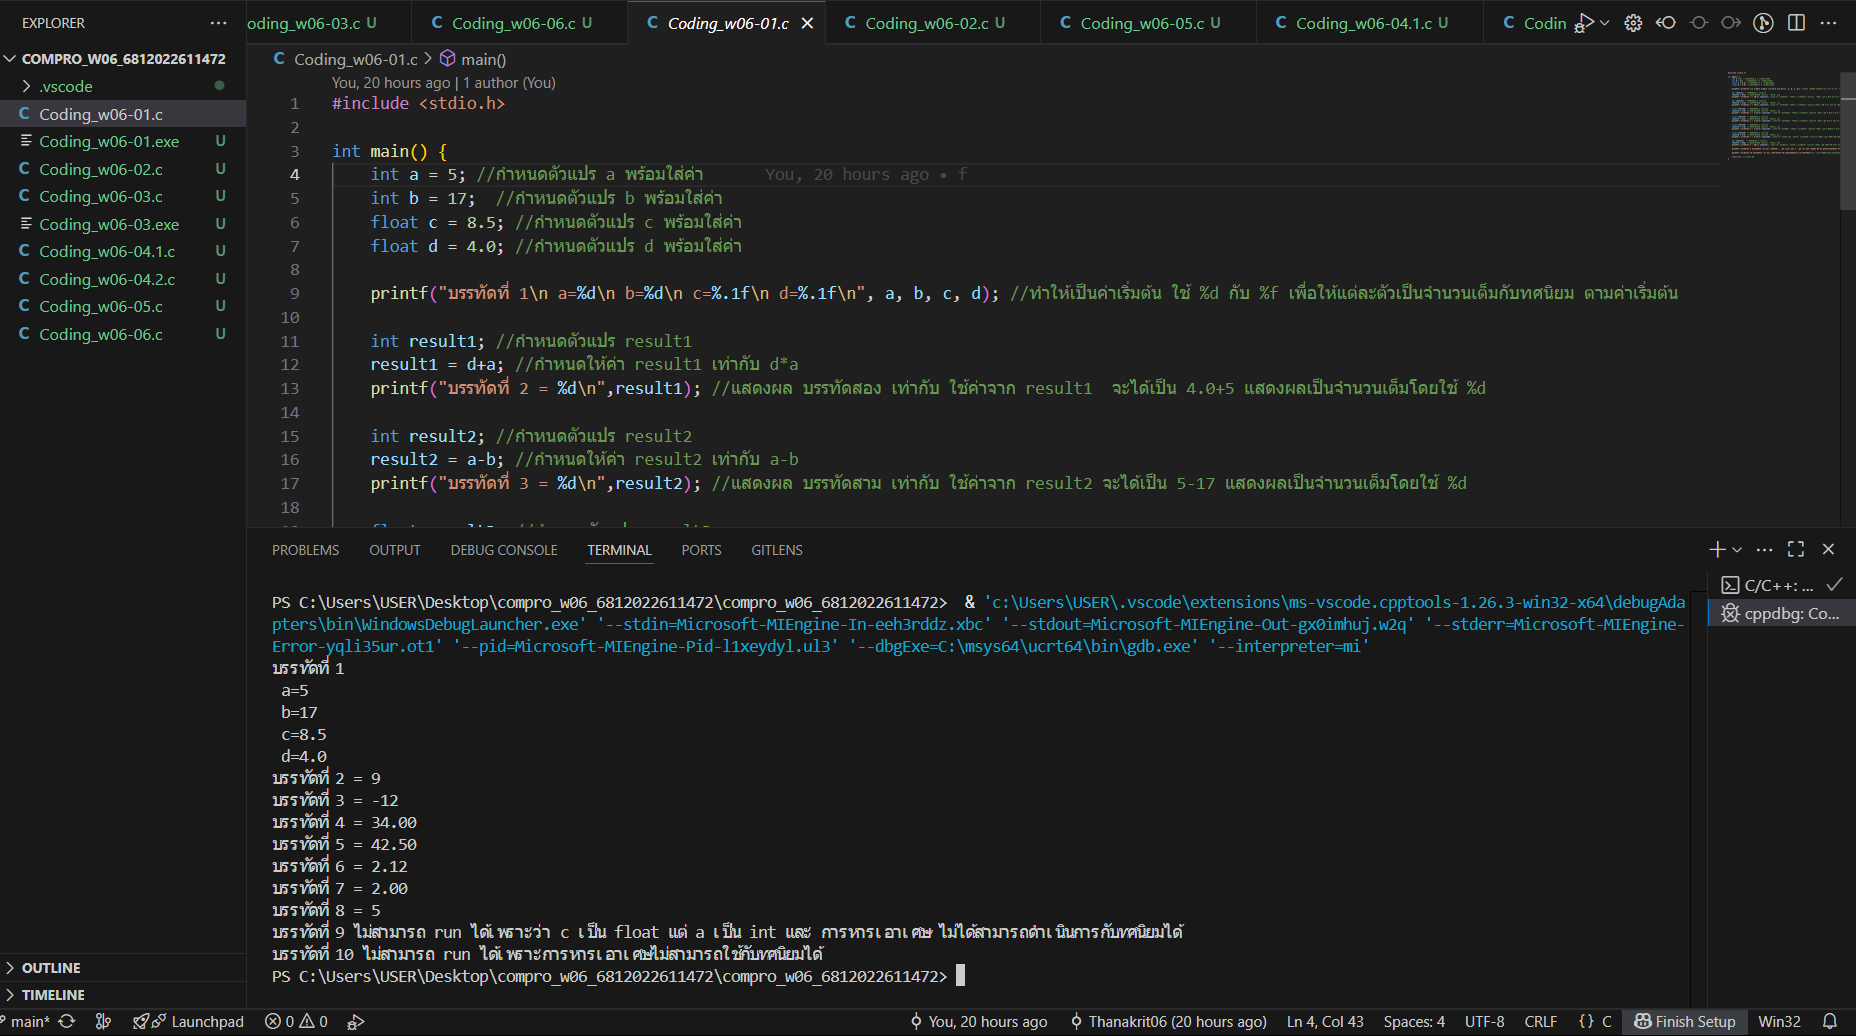 EXPLORER
COMPRO_W06_6812022611472
.vscode
C Coding_w06-01.c
Coding_w06-01.exe U
C Coding_w06-02.c U
C Coding_w06-03.c U
Coding_w06-03.exe U
C Coding_w06-04.1.c U
C Coding_w06-04.2.c U
C Coding_w06-05.c U
C Coding_w06-06.c U
OUTLINE
TIMELINE
oding_w06-03.c U C Coding_w06-06.c U C Coding_w06-01.c C Coding_w06-02.c U C Coding_w06-05.c U C Coding_w06-04.1.c U C Codin
C Coding_w06-01.c > main()
You, 20 hours ago | 1 author (You)
1 #include <stdio.h>
2
3 int main() {
4 int a = 5; //กำหนดตัวแปร a พร้อมใส่ค่า You, 20 hours ago • f
5 int b = 17; //กำหนดตัวแปร b พร้อมใส่ค่า
6 float c = 8.5; //กำหนดตัวแปร c พร้อมใส่ค่า
7 float d = 4.0; //กำหนดตัวแปร d พร้อมใส่ค่า
8
9 printf("บรรทัดที่ 1\n a=%d\n b=%d\n c=%.1f\n d=%.1f\n", a, b, c, d); //ทำให้เป็นค่าเริ่มต้น ใช้ %d กับ %f เพื่อให้แต่ละตัวเป็นจำนวนเต็มกับทศนิยม ตามค่าเริ่มต้น
10
11 int result1; //กำหนดตัวแปร result1
12 result1 = d+a; //กำหนดให้ค่า result1 เท่ากับ d*a
13 printf("บรรทัดที่ 2 = %d\n",result1); //แสดงผล บรรทัดสอง เท่ากับ ใช้ค่าจาก result1 จะได้เป็น 4.0+5 แสดงผลเป็นจำนวนเต็มโดยใช้ %d
14
15 int result2; //กำหนดตัวแปร result2
16 result2 = a-b; //กำหนดให้ค่า result2 เท่ากับ a-b
17 printf("บรรทัดที่ 3 = %d\n",result2); //แสดงผล บรรทัดสาม เท่ากับ ใช้ค่าจาก result2 จะได้เป็น 5-17 แสดงผลเป็นจำนวนเต็มโดยใช้ %d
18
PROBLEMS OUTPUT DEBUG CONSOLE TERMINAL PORTS GITLENS
C/C++: ...
cppdbg: Co...
PS C:\Users\USER\Desktop\compro_w06_6812022611472\compro_w06_6812022611472> & 'c:\Users\USER\.vscode\extensions\ms-vscode.cpptools-1.26.3-win32-x64\debugAda
pters\bin\WindowsDebugLauncher.exe' '--stdin=Microsoft-MIEngine-In-eeh3rddz.xbc' '--stdout=Microsoft-MIEngine-Out-gx0imhuj.w2q' '--stderr=Microsoft-MIEngine-
Error-yqli35ur.ot1' '--pid=Microsoft-MIEngine-Pid-l1xeydyl.ul3' '--dbgExe=C:\msys64\ucrt64\bin\gdb.exe' '--interpreter=mi'
บรรทัดที่ 1
a=5
b=17
c=8.5
d=4.0
บรรทัดที่ 2 = 9
บรรทัดที่ 3 = -12
บรรทัดที่ 4 = 34.00
บรรทัดที่ 5 = 42.50
บรรทัดที่ 6 = 2.12
บรรทัดที่ 7 = 2.00
บรรทัดที่ 8 = 5
บรรทัดที่ 9 ไม่สามารถ run ได้เพราะว่า c เป็น float แต่ a เป็น int และ การหารเอาเศษ ไม่ได้สามารถดำเนินการกับทศนิยมได้
บรรทัดที่ 10 ไม่สามารถ run ได้เพราะการหารเอาเศษไม่สามารถใช้กับทศนิยมได้
PS C:\Users\USER\Desktop\compro_w06_6812022611472\compro_w06_6812022611472>
main* Launchpad 0 0 You, 20 hours ago Thanakrit06 (20 hours ago) Ln 4, Col 43 Spaces: 4 UTF-8 CRLF {} C Finish Setup Win32